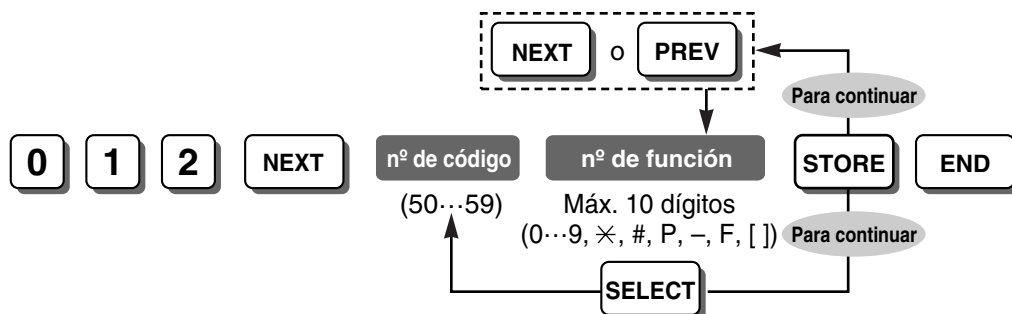 NEXT o PREV
Para continuar
0 1 2 NEXT nº de código nº de función STORE END
(50···59) Máx. 10 dígitos
(0···9, ✳, #, P, –, F, [ ]) Para continuar
SELECT